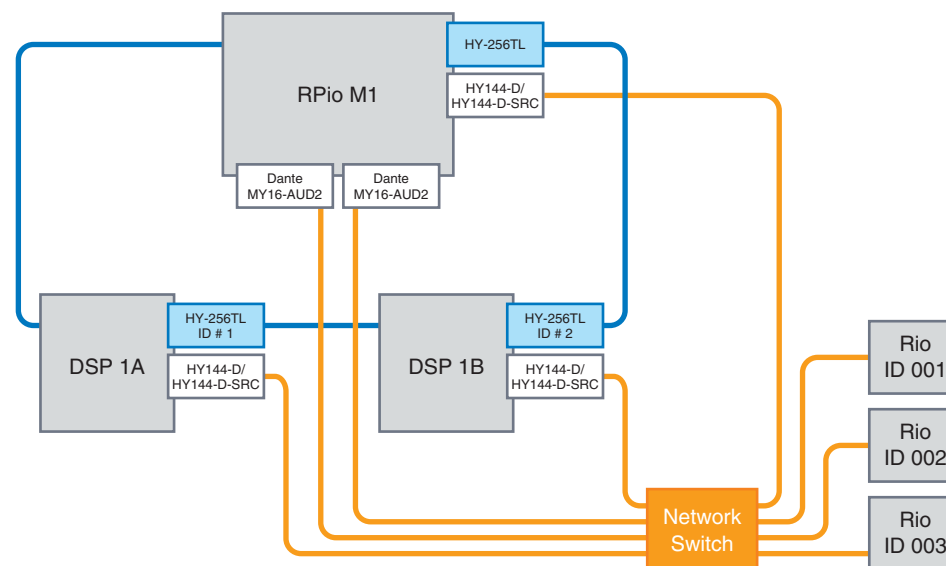 HY-256TL
RPio M1
HY144-D/
HY144-D-SRC
Dante
MY16-AUD2
Dante
MY16-AUD2
DSP 1A
HY-256TL
ID # 1
HY144-D/
HY144-D-SRC
DSP 1B
HY-256TL
ID # 2
HY144-D/
HY144-D-SRC
Rio
ID 001
Rio
ID 002
Rio
ID 003
Network
Switch